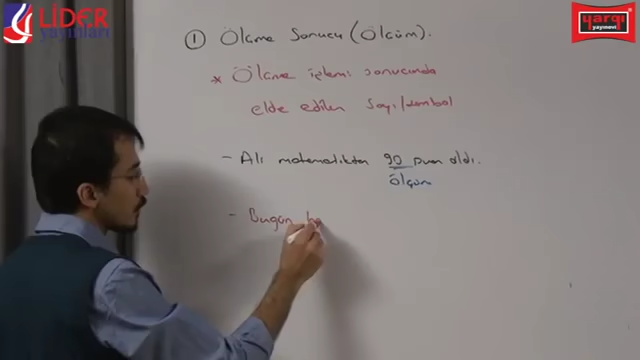 LİDER
yayınları
yargı
yayınevi
① Ölçme Sonucu (Ölçüm).
* Ölçme işlemi sonucunda
elde edilen sayı/sembol
- Ali matematikten 90 puan aldı.
Ölçüm
- Bugün